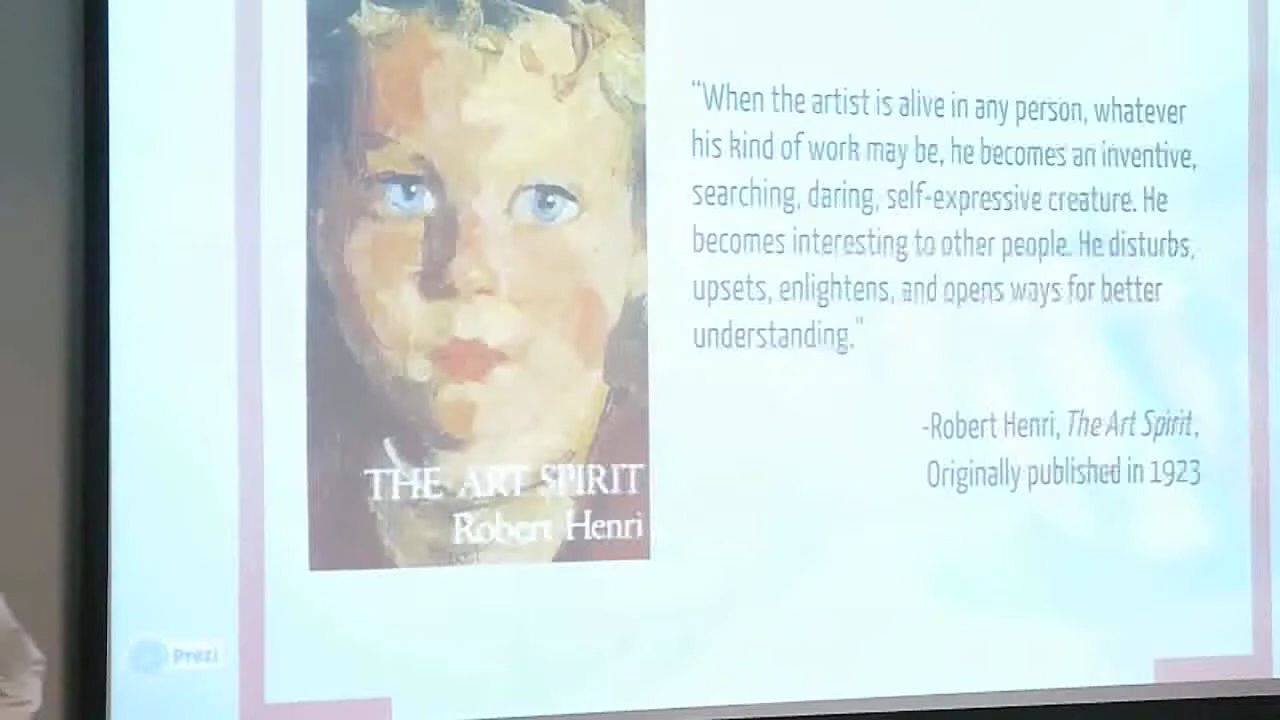 "When the artist is alive in any person, whatever
his kind of work may be, he becomes an inventive,
searching, daring, self-expressive creature. He
becomes interesting to other people. He disturbs,
upsets, enlightens, and opens ways for better
understanding."
-Robert Henri, The Art Spirit,
Originally published in 1923
THE ART SPIRIT
Robert Henri
Prezi